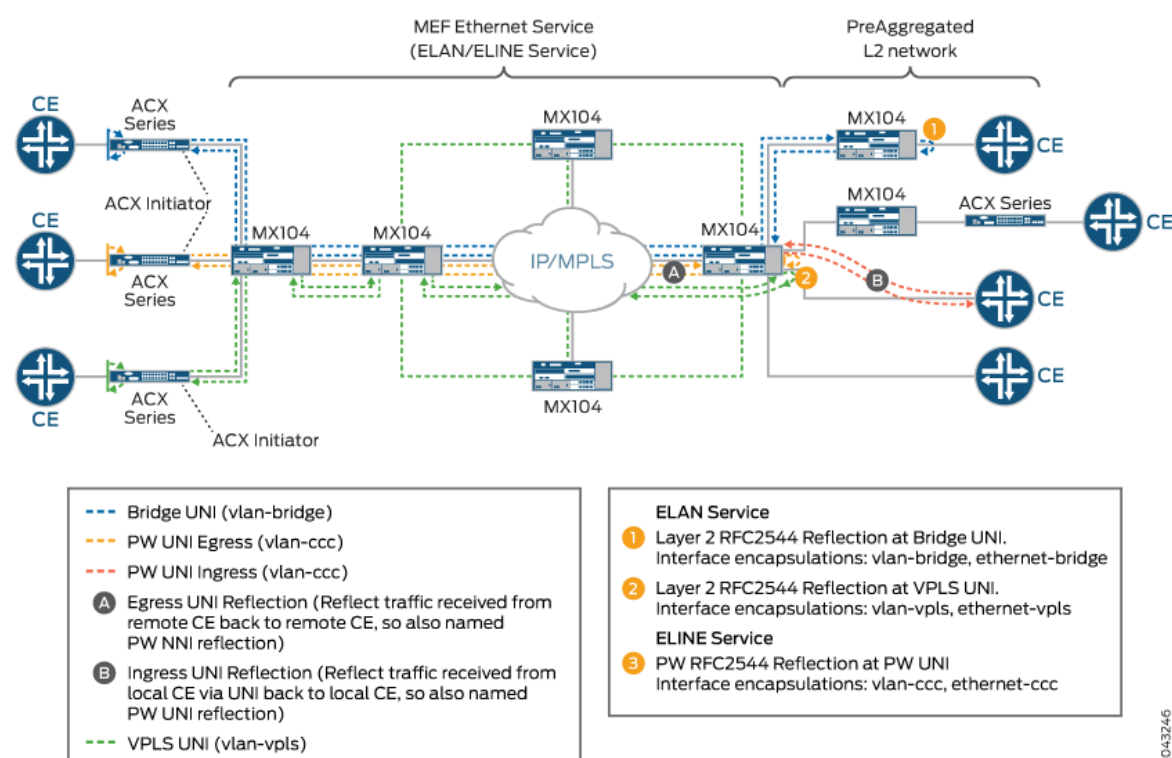 MEF Ethernet Service
(ELAN/ELINE Service)
PreAggregated
L2 network
CE
ACX
Series
MX104
MX104
1
CE
ACX Initiator
CE
MX104
ACX Series
CE
MX104
MX104
MX104
IP/MPLS
A
2
B
ACX
Series
CE
CE
CE
ACX
Series
MX104
ACX Initiator
Bridge UNI (vlan-bridge)
PW UNI Egress (vlan-ccc)
PW UNI Ingress (vlan-ccc)
A Egress UNI Reflection (Reflect traffic received from
remote CE back to remote CE, so also named
PW NNI reflection)
B Ingress UNI Reflection (Reflect traffic received from
local CE via UNI back to local CE, so also named
PW UNI reflection)
VPLS UNI (vlan-vpls)
ELAN Service
1 Layer 2 RFC2544 Reflection at Bridge UNI.
Interface encapsulations: vlan-bridge, ethernet-bridge
2 Layer 2 RFC2544 Reflection at VPLS UNI.
Interface encapsulations: vlan-vpls, ethernet-vpls
ELINE Service
3 PW RFC2544 Reflection at PW UNI
Interface encapsulations: vlan-ccc, ethernet-ccc
043246